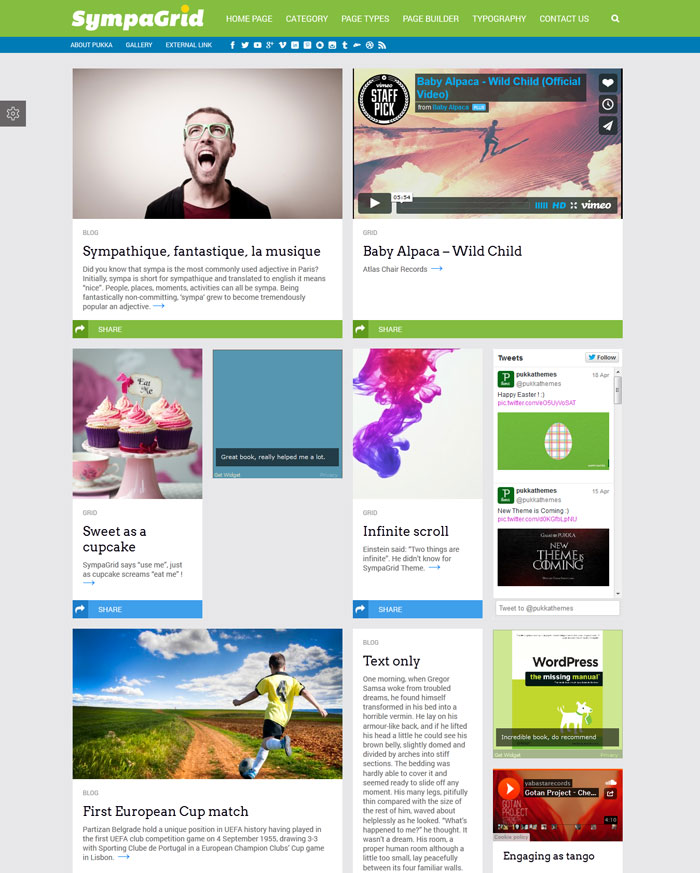 SympaGrid
HOME PAGE CATEGORY PAGE TYPES PAGE BUILDER TYPOGRAPHY CONTACT US
ABOUT PUKKA GALLERY EXTERNAL LINK
BLOG
Sympathique, fantastique, la musique
Did you know that sympa is the most commonly used adjective in Paris?
Initially, sympa is short for sympathique and translated to english it means
“nice”. People, places, moments, activities can all be sympa. Being
fantastically non-committing, ‘sympa’ grew to become tremendously
popular an adjective. →
SHARE
vimeo
STAFF
PICK
Baby Alpaca - Wild Child (Official
Video)
from Baby Alpaca PLUS
05:54
HD vimeo
GRID
Baby Alpaca – Wild Child
Atlas Chair Records →
SHARE
Eat Me
GRID
Sweet as a
cupcake
SympaGrid says “use me”, just
as cupcake screams “eat me” !
→
SHARE
Great book, really helped me a lot.
Get Widget Privacy
GRID
Infinite scroll
Einstein said: “Two things are
infinite”. He didn’t know for
SympaGrid Theme. →
SHARE
Tweets Follow
pukkathemes 15 Apr
@pukkathemes
Happy Easter ! :)
pic.twitter.com/eO5UyVoSAT
pukkathemes 15 Apr
@pukkathemes
New Theme is Coming :)
pic.twitter.com/d0KGftsLpNU
GAME OF PUKKA
NEW
THEME IS
COMING
Tweet to @pukkathemes
4
BLOG
First European Cup match
Partizan Belgrade hold a unique position in UEFA history having played in
the first UEFA club competition game on 4 September 1955, drawing 3-3
with Sporting Clube de Portugal in a European Champion Clubs’ Cup game
in Lisbon. →
BLOG
Text only
One morning, when Gregor
Samsa woke from troubled
dreams, he found himself
transformed in his bed into a
horrible vermin. He lay on his
armour-like back, and if he lifted
his head a little he could see his
brown belly, slightly domed and
divided by arches into stiff
sections. The bedding was
hardly able to cover it and
seemed ready to slide off any
moment. His many legs, pitifully
thin compared with the size of
the rest of him, waved about
helplessly as he looked. “What’s
happened to me?” he thought. It
wasn’t a dream. His room, a
proper human room although a
little too small, lay peacefully
between its four familiar walls.
WordPress
the missing manual
Incredible book, do recommend
Get Widget Privacy
yabastarecords
Gotan Project - Che...
GOTAN
PROJECT
4:10
Cookie policy
Engaging as tango